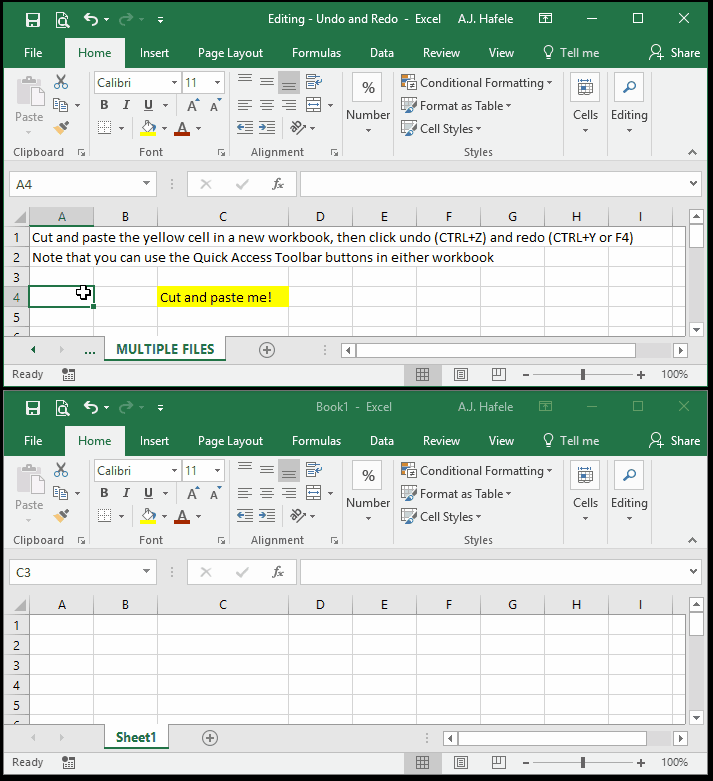 Editing - Undo and Redo - Excel A.J. Hafele
File Home Insert Page Layout Formulas Data Review View Tell me Share
Calibri 11 % Conditional Formatting
Paste B I U A A Number Format as Table Cells Editing
A Cell Styles
Clipboard Font Alignment Styles
A4 fx
A B C D E F G H I
1 Cut and paste the yellow cell in a new workbook, then click undo (CTRL+Z) and redo (CTRL+Y or F4)
2 Note that you can use the Quick Access Toolbar buttons in either workbook
3
4 Cut and paste me!
5
6
... MULTIPLE FILES
Ready 100%
Book1 - Excel A.J. Hafele
File Home Insert Page Layout Formulas Data Review View Tell me Share
Calibri 11 % Conditional Formatting
Paste B I U A A Number Format as Table Cells Editing
A Cell Styles
Clipboard Font Alignment Styles
C3 fx
A B C D E F G H I
1
2
3
4
5
6
Sheet1
Ready 100%